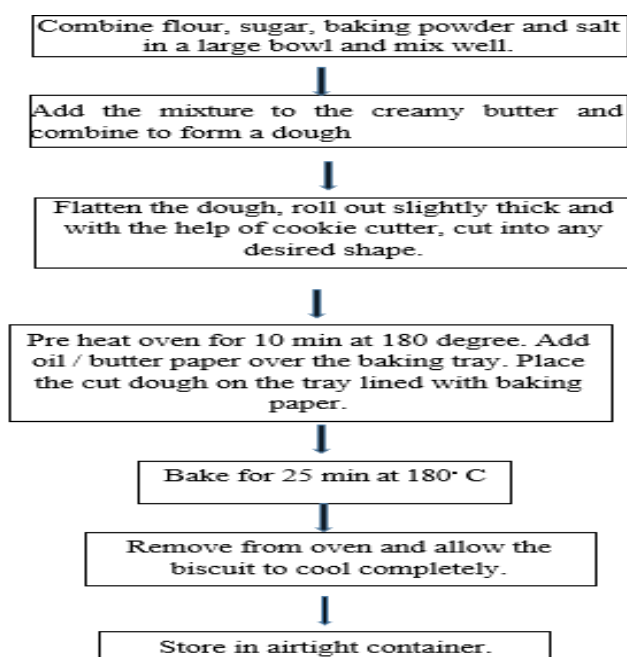 Combine flour, sugar, baking powder and salt
in a large bowl and mix well.
Add the mixture to the creamy butter and
combine to form a dough
Flatten the dough, roll out slightly thick and
with the help of cookie cutter, cut into any
desired shape.
Pre heat oven for 10 min at 180 degree. Add
oil / butter paper over the baking tray. Place
the cut dough on the tray lined with baking
paper.
Bake for 25 min at 180° C
Remove from oven and allow the
biscuit to cool completely.
Store in airtight container.